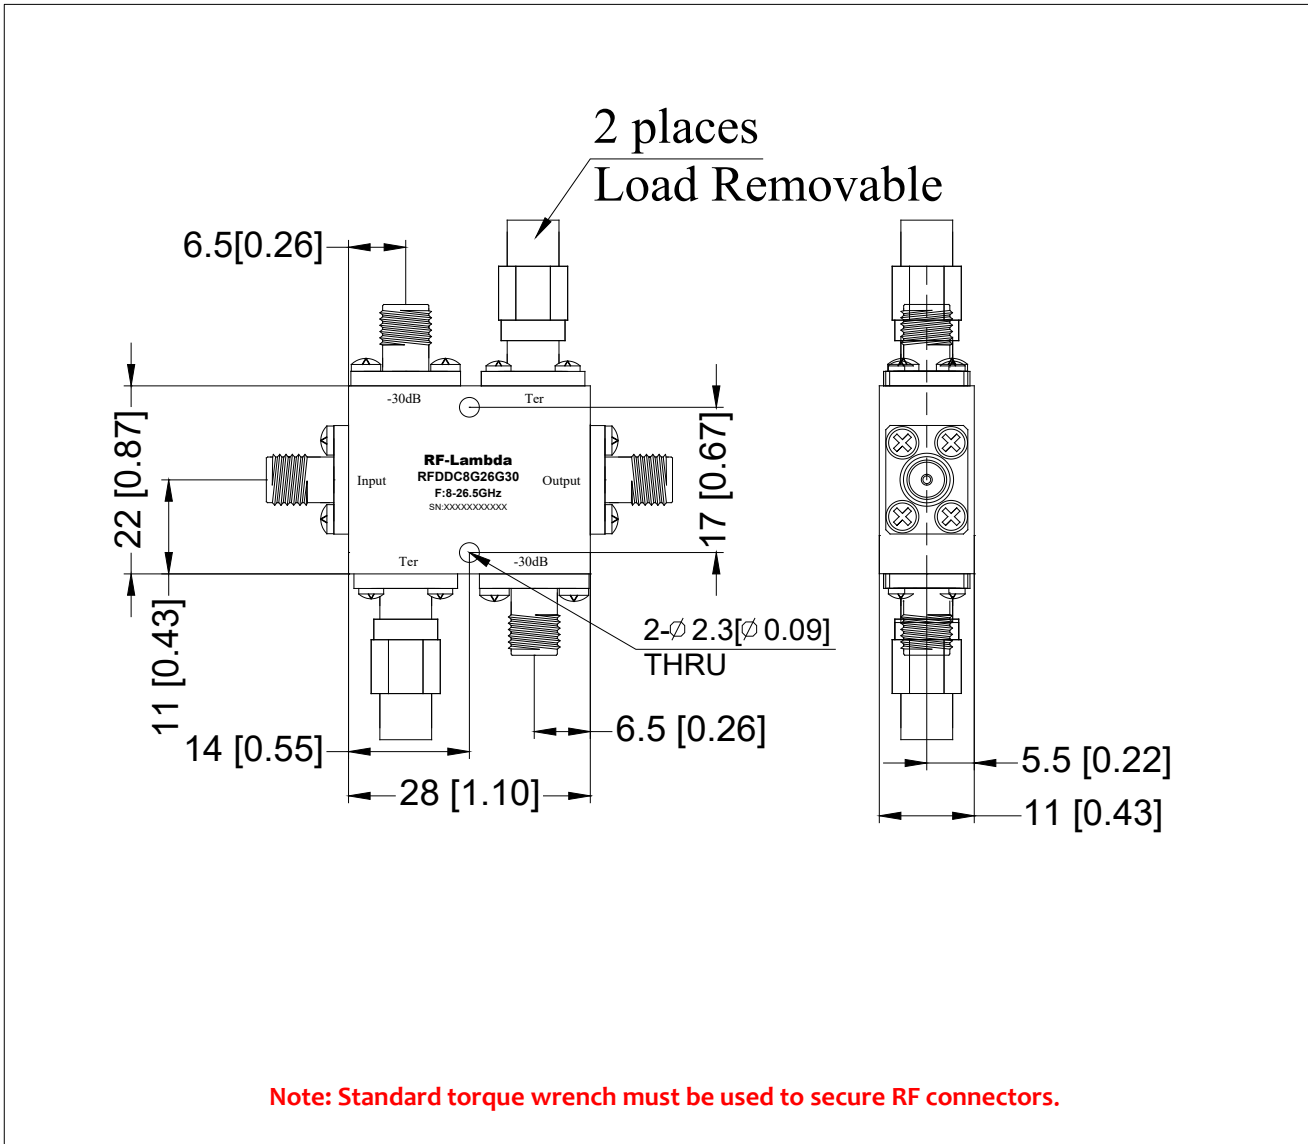 2 places
Load Removable
6.5[0.26]
-30dB
Ter
22 [0.87]
17 [0.67]
RF-Lambda
RFDDC8G26G30
F:8-26.5GHz
SN:XXXXXXXXXXX
Input
Output
Ter
-30dB
11 [0.43]
2-∅ 2.3[∅ 0.09]
THRU
14 [0.55]
6.5 [0.26]
28 [1.10]
5.5 [0.22]
11 [0.43]
Note: Standard torque wrench must be used to secure RF connectors.